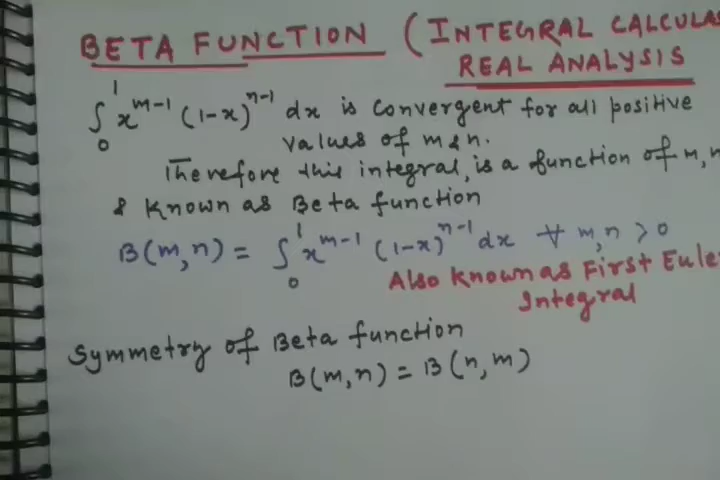 BETA FUNCTION (INTEGRAL CALCULAS
REAL ANALYSIS
∫₀¹ x^{m-1} (1-x)^{n-1} dx is convergent for all positive
values of m & n.
Therefore this integral, is a function of m, n
& known as Beta function
B(m,n) = ∫₀¹ x^{m-1} (1-x)^{n-1} dx ∀ m,n > 0
Also known as First Euler
Integral
Symmetry of Beta function
B(m,n) = B(n,m)